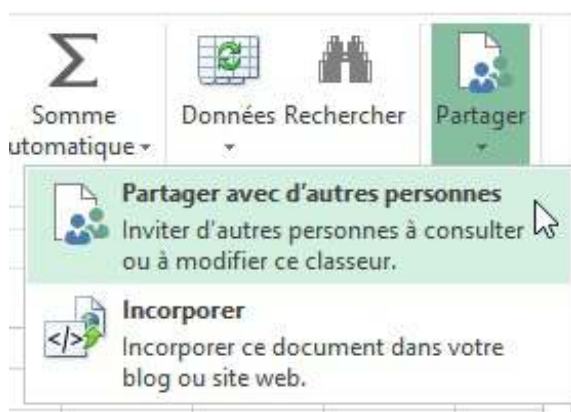 Somme
utomatique
Données
Rechercher
Partager
Partager avec d'autres personnes
Inviter d'autres personnes à consulter
ou à modifier ce classeur.
</>
Incorporer
Incorporer ce document dans votre
blog ou site web.